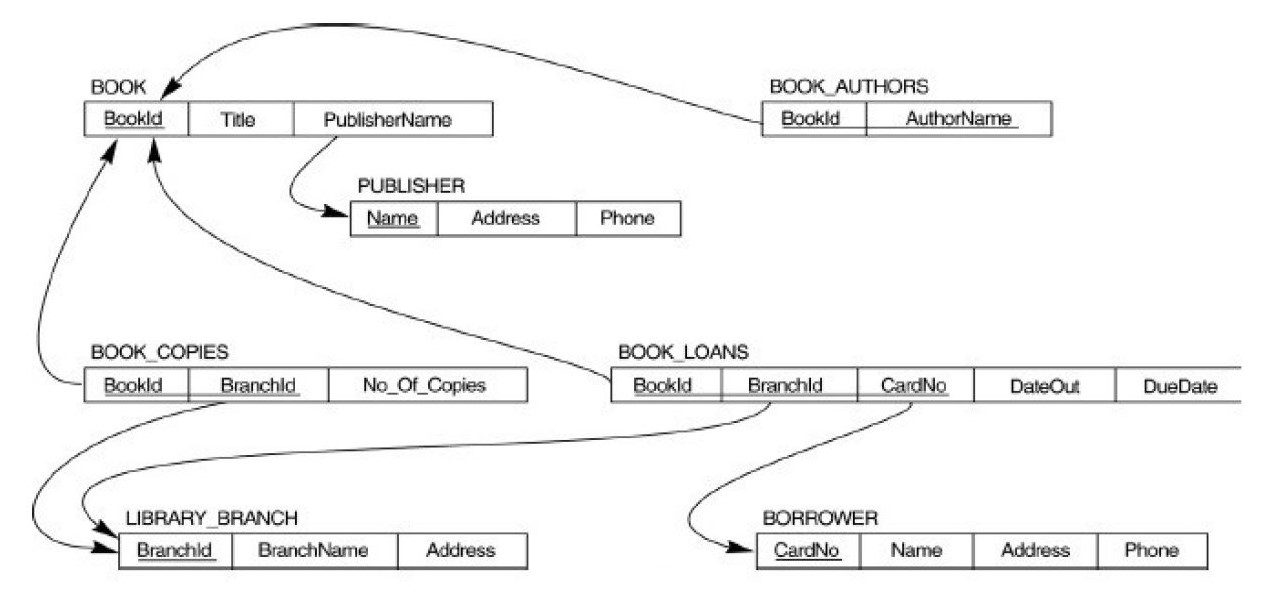 BOOK
BookId Title PublisherName
BOOK_AUTHORS
BookId AuthorName
PUBLISHER
Name Address Phone
BOOK_COPIES
BookId BranchId No_Of_Copies
BOOK_LOANS
BookId BranchId CardNo DateOut DueDate
LIBRARY_BRANCH
BranchId BranchName Address
BORROWER
CardNo Name Address Phone